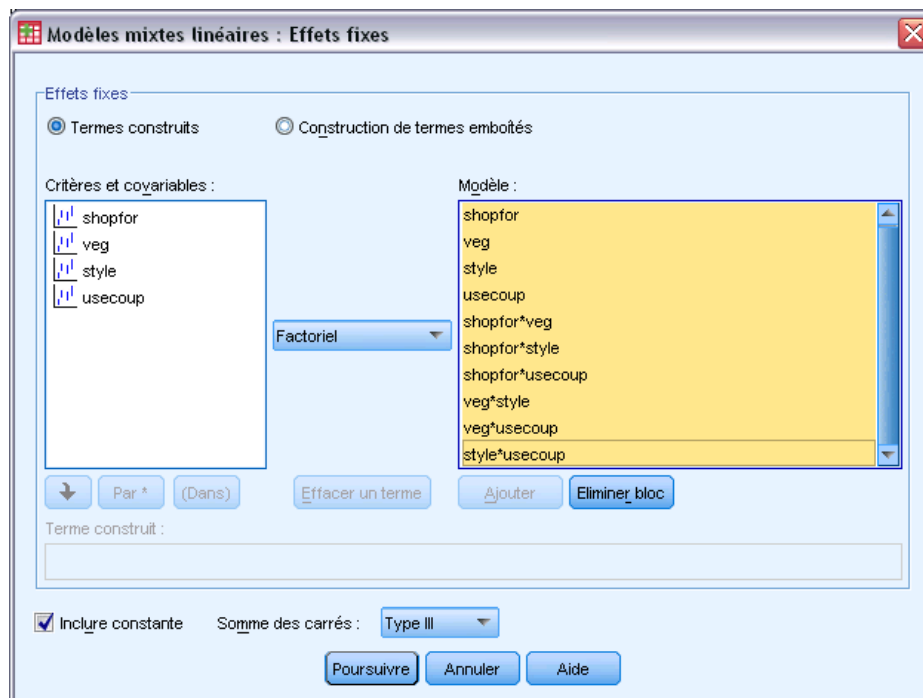 Modèles mixtes linéaires : Effets fixes
Effets fixes
Termes construits
Construction de termes emboîtés
Critères et covariables :
shopfor
veg
style
usecoup
Factoriel
Modèle :
shopfor
veg
style
usecoup
shopfor*veg
shopfor*style
shopfor*usecoup
veg*style
veg*usecoup
style*usecoup
Par *
(Dans)
Effacer un terme
Ajouter
Eliminer bloc
Terme construit :
Inclure constante
Somme des carrés :
Type III
Poursuivre
Annuler
Aide